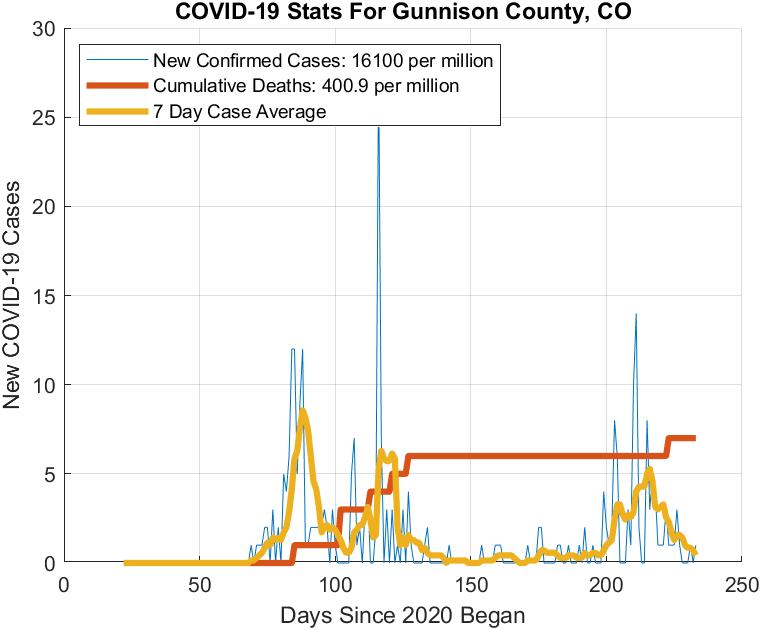 COVID-19 Stats For Gunnison County, CO
New Confirmed Cases: 16100 per million
Cumulative Deaths: 400.9 per million
7 Day Case Average
New COVID-19 Cases
30
25
20
15
10
5
0
0 50 100 150 200 250
Days Since 2020 Began